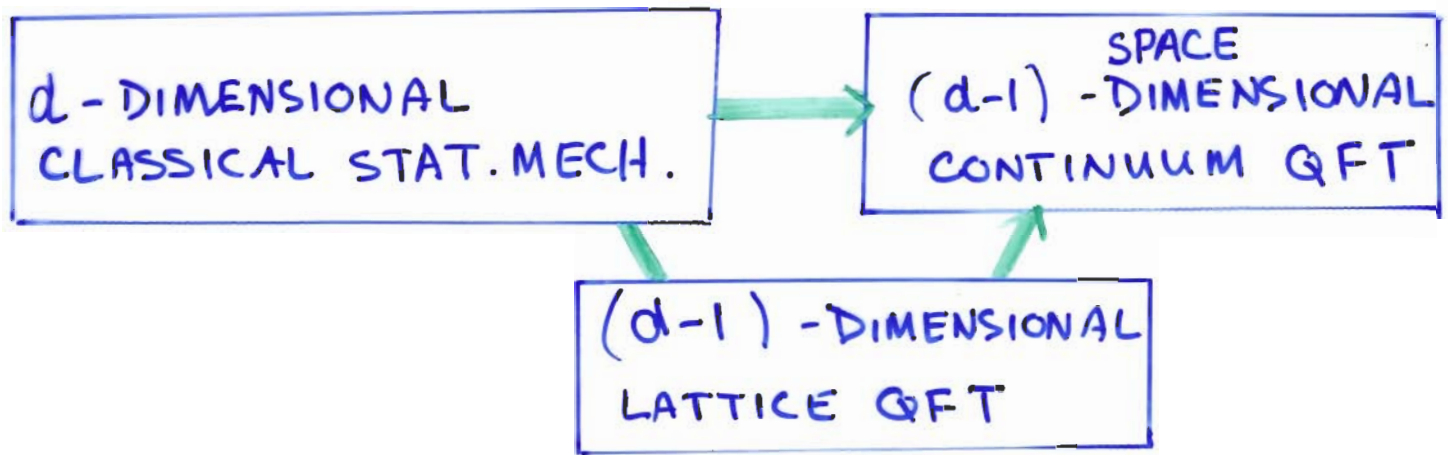 d - DIMENSIONAL
CLASSICAL STAT. MECH.
SPACE
(d-1) - DIMENSIONAL
CONTINUUM QFT
(d-1) - DIMENSIONAL
LATTICE QFT